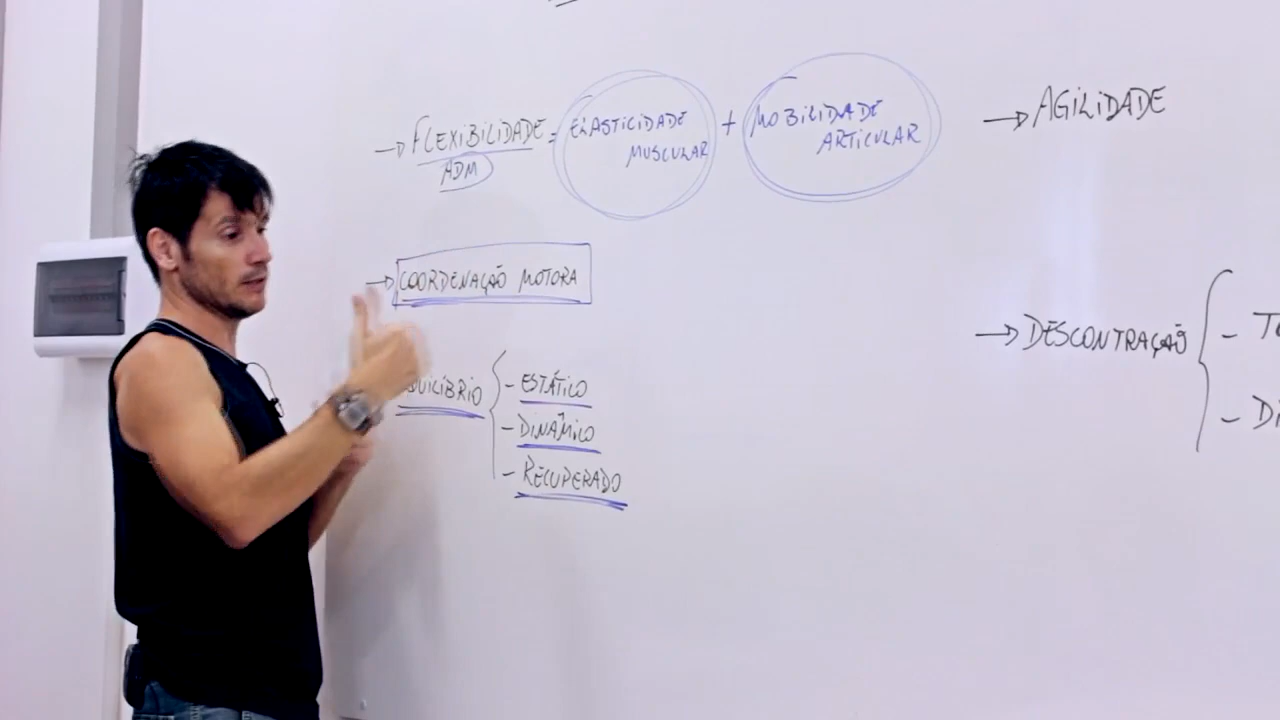 → FLEXIBILIDADE = ELASTICIDADE MUSCULAR + MOBILIDADE ARTICULAR
ADM
→ AGILIDADE
→ COORDENAÇÃO MOTORA
→ DESCONTRAÇÃO
- ESTÁTICO
- DINÂMICO
- RECUPERADO